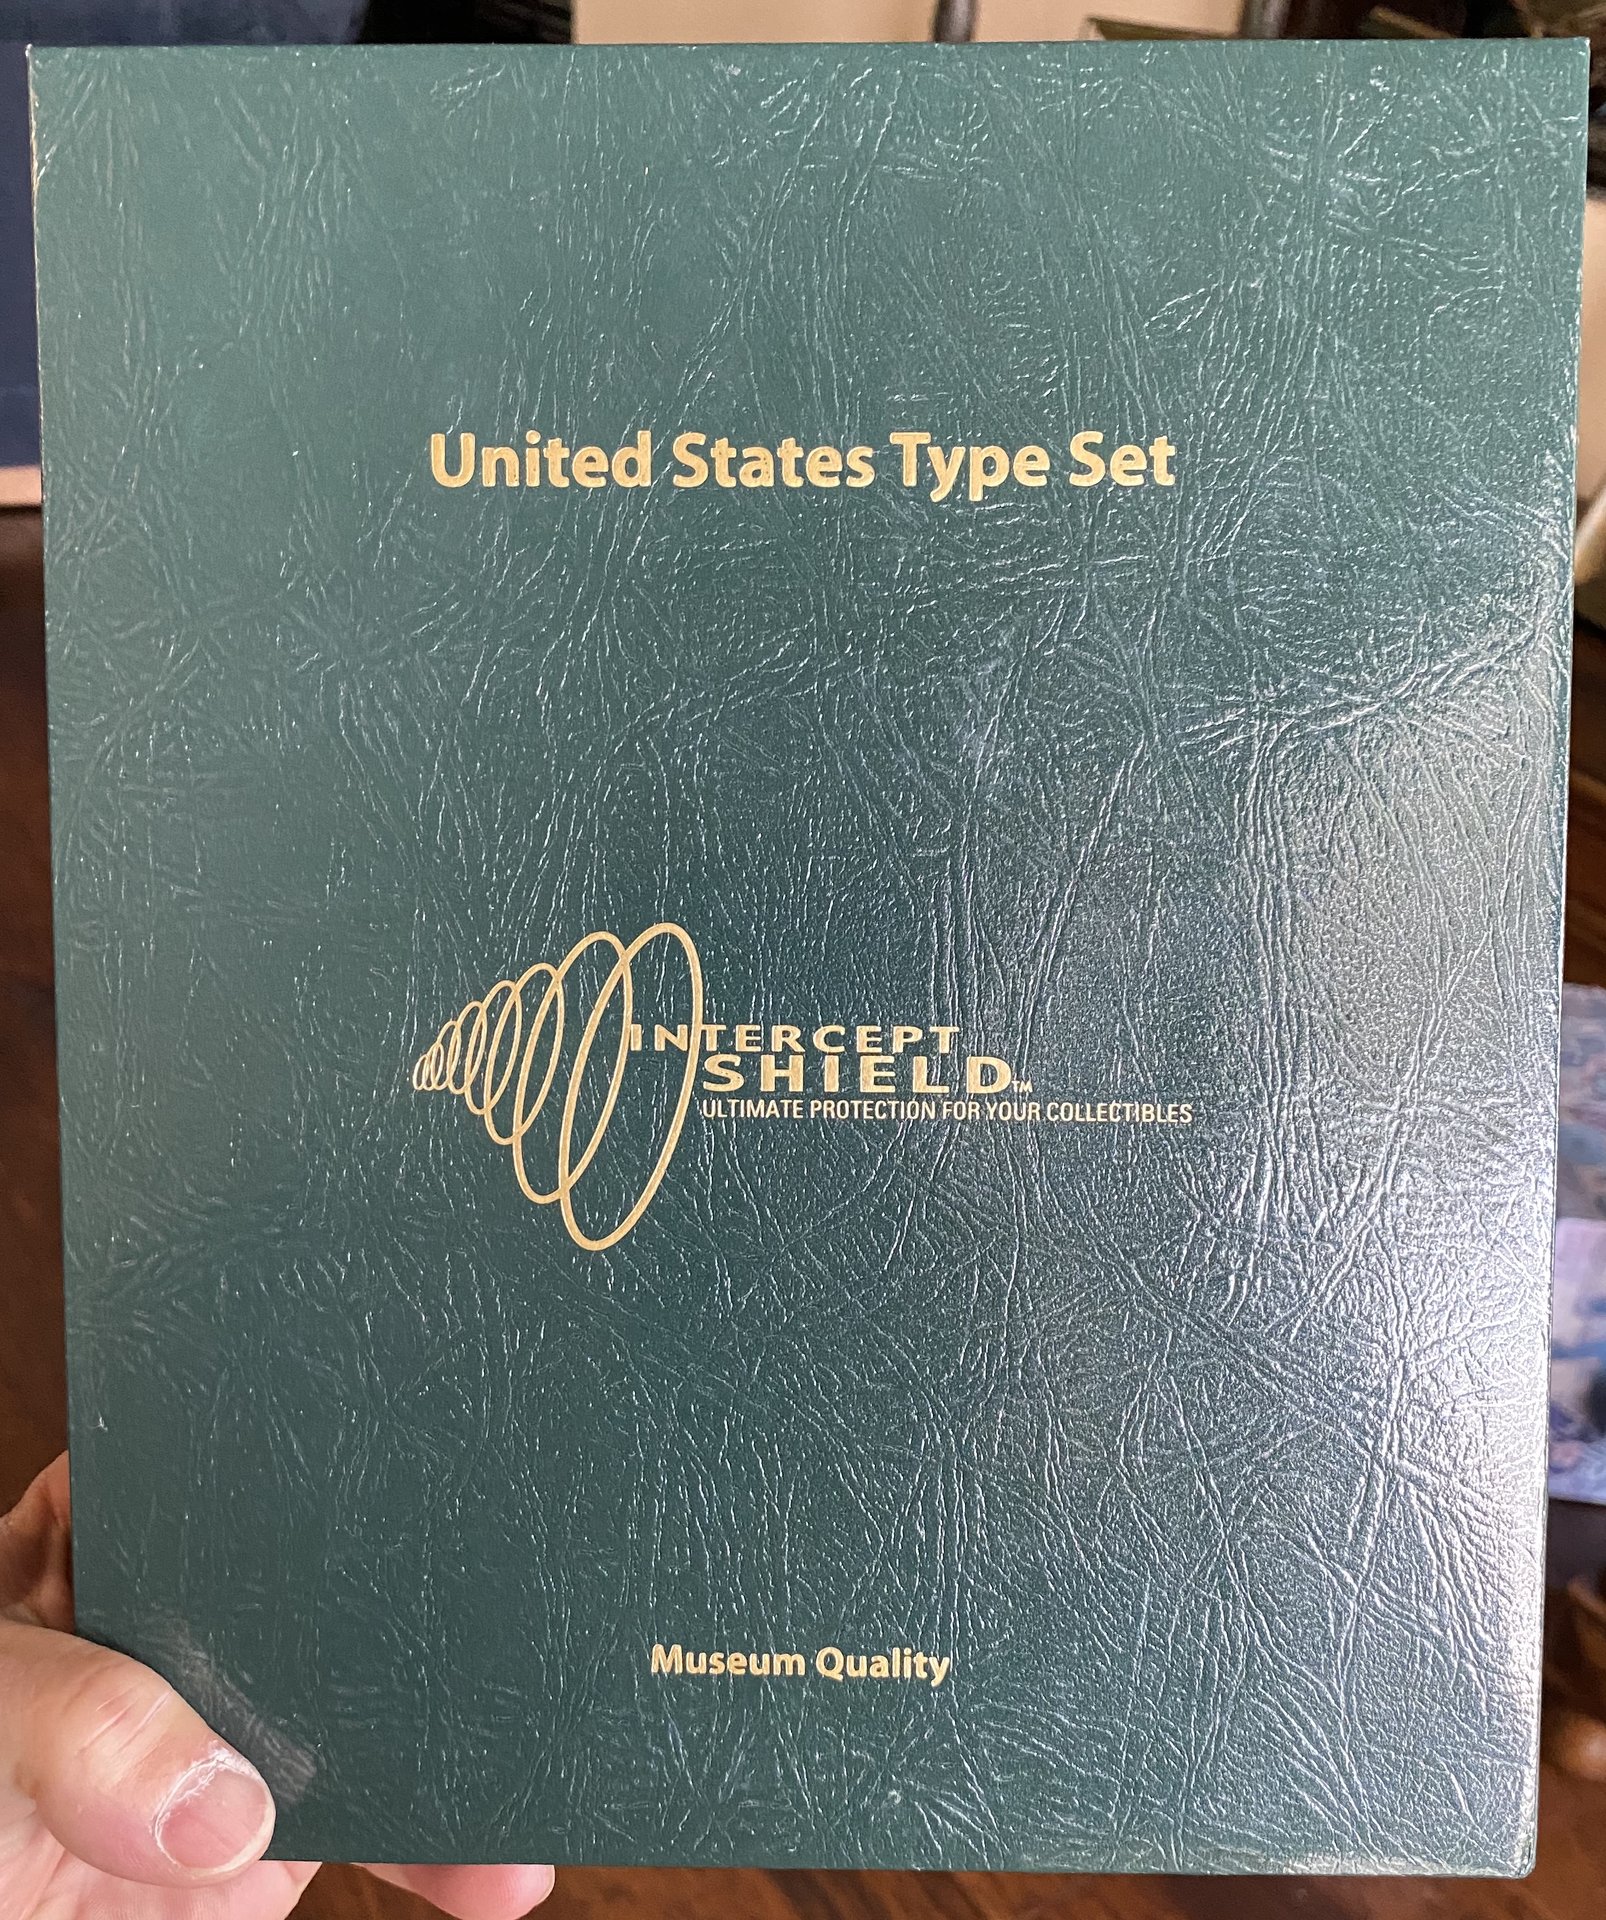 United States Type Set
INTERCEPT
SHIELD™
ULTIMATE PROTECTION FOR YOUR COLLECTIBLES
Museum Quality